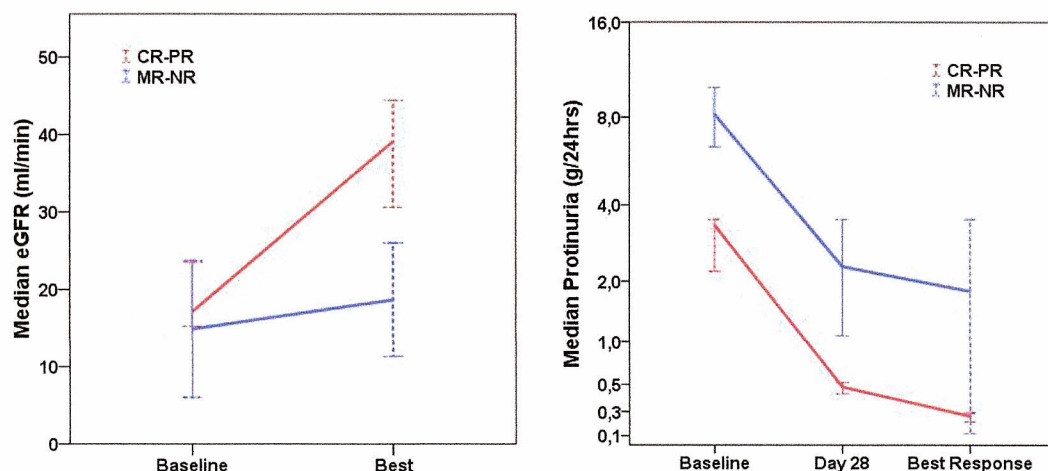 Median eGFR (ml/min)
50
40
30
20
10
0
CR-PR
MR-NR
Baseline
Best
Median Protinuria (g/24hrs)
16,0
8,0
4,0
2,0
1,0
0,5
0,3
0,1
CR-PR
MR-NR
Baseline
Day 28
Best Response